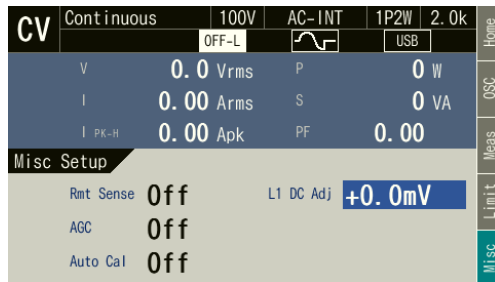 CV Continuous 100V AC-INT 1P2W 2.0k
OFF-L USB
V 0.0 Vrms P 0 W
I 0.00 Arms S 0 VA
I PK-H 0.00 Apk PF 0.00
Misc Setup
Rmt Sense Off L1 DC Adj +0.0mV
AGC Off
Auto Cal Off
Home
OSC
Meas
Limit
Misc